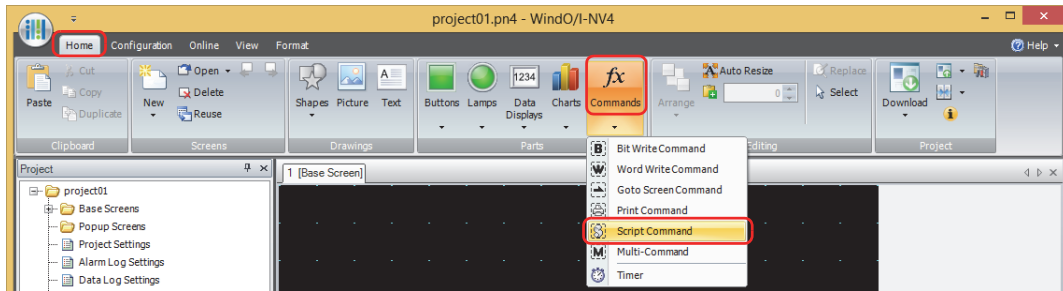 project01.pn4 - WindO/I-NV4
Home Configuration Online View Format Help
Paste
Cut
Copy
Duplicate
Clipboard
New
Open
Delete
Reuse
Screens
Shapes Picture Text
Drawings
Buttons Lamps Data Displays Charts Commands
1234
fx
Parts
Arrange
Auto Resize
0
Replace
Select
Editing
Download
Project
Project
project01
Base Screens
Popup Screens
Project Settings
Alarm Log Settings
Data Log Settings
1 [Base Screen]
B Bit Write Command
W Word Write Command
Goto Screen Command
Print Command
S Script Command
M Multi-Command
Timer